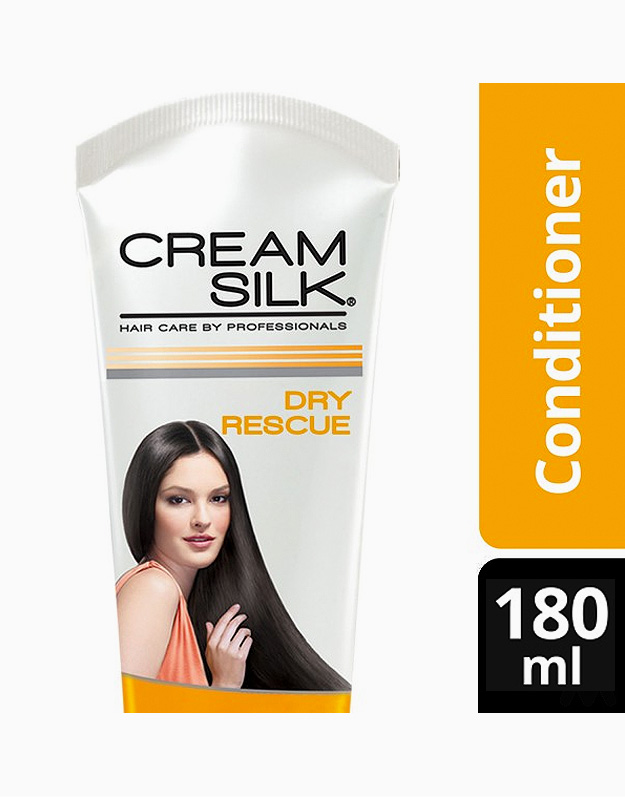 CREAM
SILK®
HAIR CARE BY PROFESSIONALS
DRY
RESCUE
Conditioner
180
ml